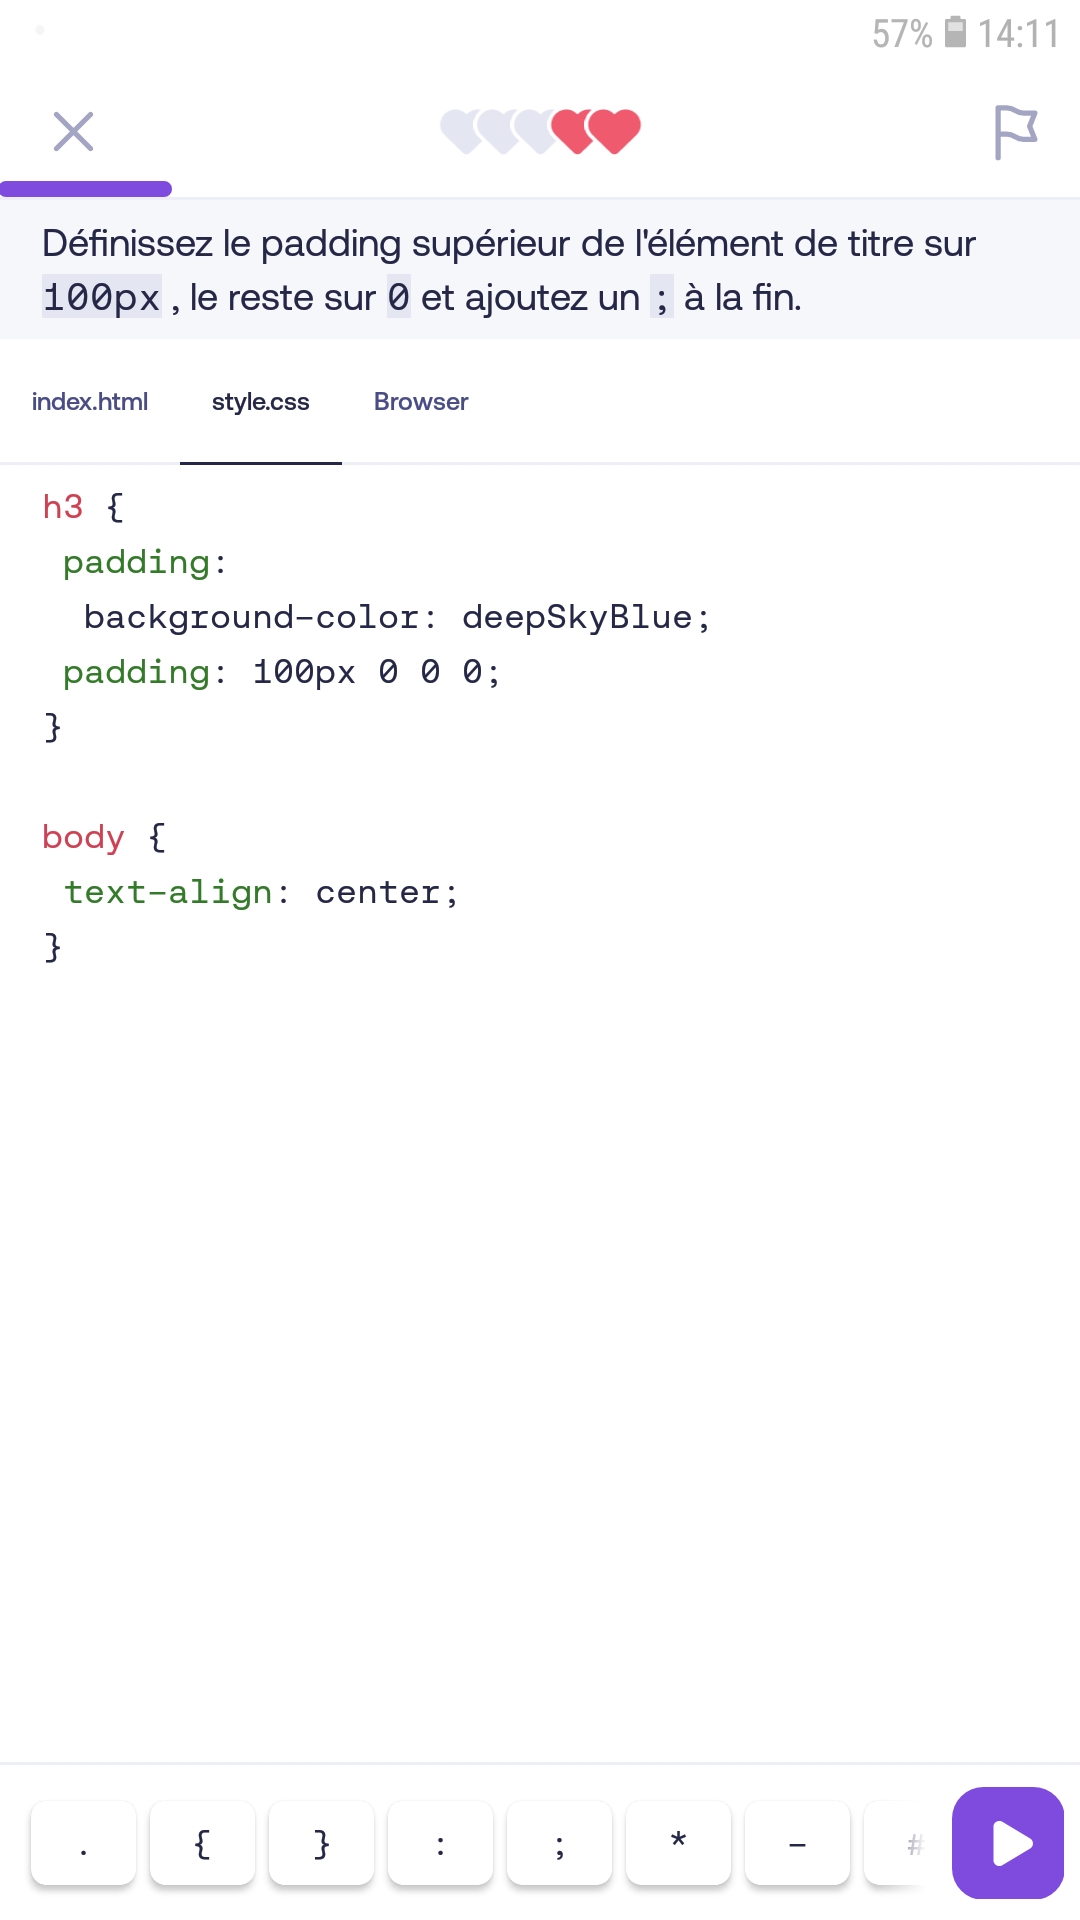 57% 14:11
Définissez le padding supérieur de l'élément de titre sur
100px , le reste sur 0 et ajoutez un ; à la fin.
index.html style.css Browser
h3 {
 padding:
  background-color: deepSkyBlue;
 padding: 100px 0 0 0;
}

body {
 text-align: center;
}
. { } : ; * - #